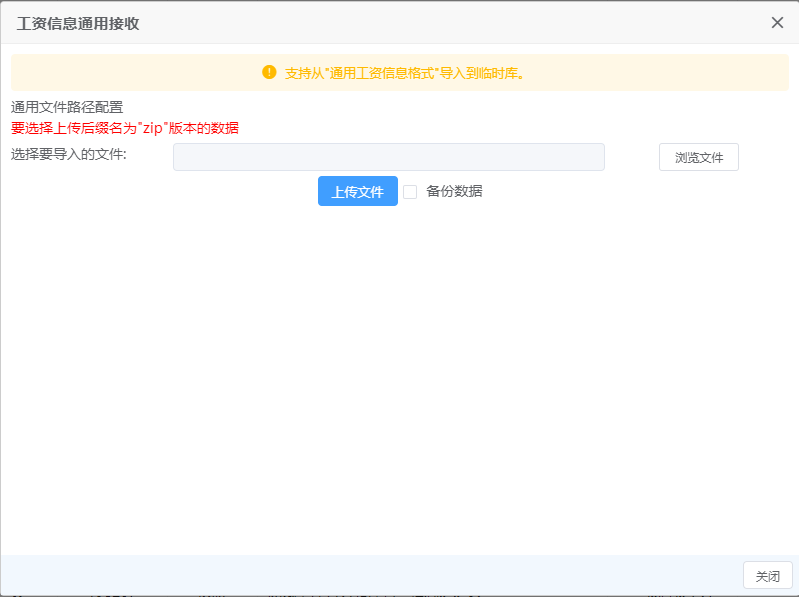 工资信息通用接收
支持从"通用工资信息格式"导入到临时库。
通用文件路径配置
要选择上传后缀名为"zip"版本的数据
选择要导入的文件:
浏览文件
上传文件 备份数据
关闭